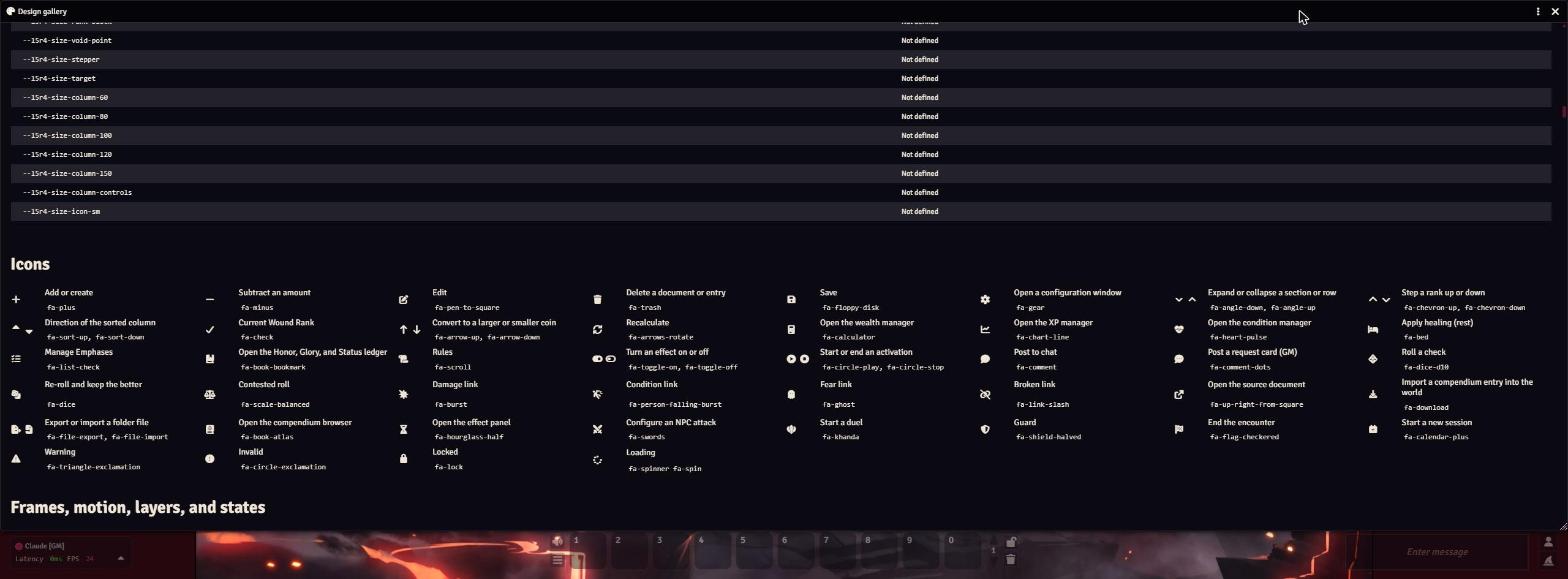 Design gallery
Not defined
--l5r4-size-void-point Not defined
--l5r4-size-stepper Not defined
--l5r4-size-target Not defined
--l5r4-size-column-60 Not defined
--l5r4-size-column-80 Not defined
--l5r4-size-column-100 Not defined
--l5r4-size-column-120 Not defined
--l5r4-size-column-150 Not defined
--l5r4-size-column-controls Not defined
--l5r4-size-icon-sm Not defined
Icons
Add or create Subtract an amount Edit Delete a document or entry Save Open a configuration window Expand or collapse a section or row Step a rank up or down
fa-plus fa-minus fa-pen-to-square fa-trash fa-floppy-disk fa-gear fa-angle-down, fa-angle-up fa-chevron-up, fa-chevron-down
Direction of the sorted column Current Wound Rank Convert to a larger or smaller coin Recalculate Open the wealth manager Open the XP manager Open the condition manager Apply healing (rest)
fa-sort-up, fa-sort-down fa-check fa-arrow-up, fa-arrow-down fa-arrows-rotate fa-calculator fa-chart-line fa-heart-pulse fa-bed
Manage Emphases Open the Honor, Glory, and Status ledger Rules Turn an effect on or off Start or end an activation Post to chat Post a request card (GM) Roll a check
fa-list-check fa-book-bookmark fa-scroll fa-toggle-on, fa-toggle-off fa-circle-play, fa-circle-stop fa-comment fa-comment-dots fa-dice-d10
Re-roll and keep the better Contested roll Damage link Condition link Fear link Broken link Open the source document Import a compendium entry into the
world
fa-dice fa-scale-balanced fa-burst fa-person-falling-burst fa-ghost fa-link-slash fa-up-right-from-square fa-download
Export or import a folder file Open the compendium browser Open the effect panel Configure an NPC attack Start a duel Guard End the encounter Start a new session
fa-file-export, fa-file-import fa-book-atlas fa-hourglass-half fa-swords fa-khanda fa-shield-halved fa-flag-checkered fa-calendar-plus
Warning Invalid Locked Loading
fa-triangle-exclamation fa-circle-exclamation fa-lock fa-spinner fa-spin
Frames, motion, layers, and states
Claude [GM]
Latency 0ms FPS 24
1 2 3 4 5 6 7 8 9 0
1
Enter message